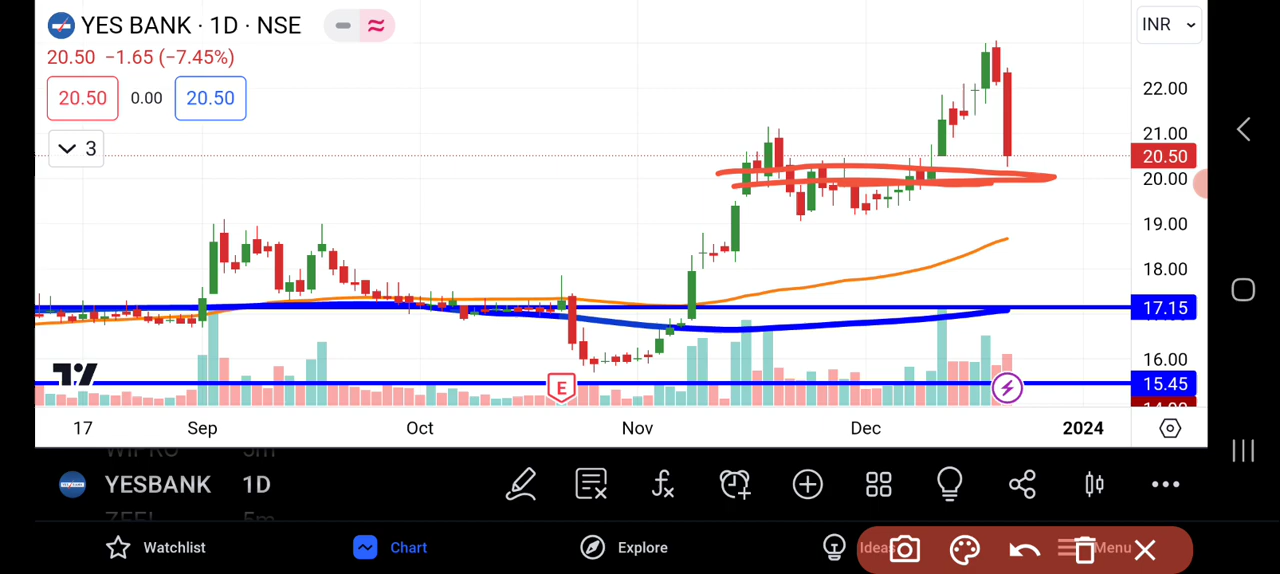 YES BANK · 1D · NSE
INR
20.50 −1.65 (−7.45%)
20.50 0.00 20.50
3
22.00
21.00
20.50
20.00
19.00
18.00
17.15
16.00
15.45
E
17 Sep Oct Nov Dec 2024
YESBANK 1D
Watchlist Chart Explore Ideas Menu